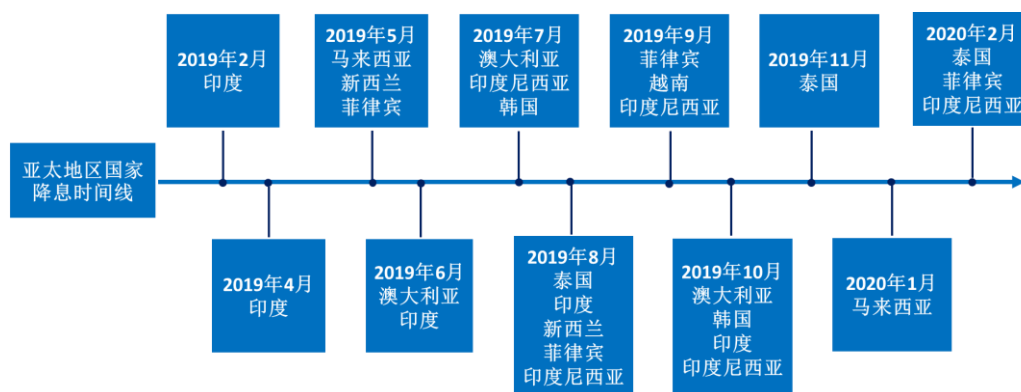 亚太地区国家
降息时间线
2019年2月
印度
2019年4月
印度
2019年5月
马来西亚
新西兰
菲律宾
2019年6月
澳大利亚
印度
2019年7月
澳大利亚
印度尼西亚
韩国
2019年8月
泰国
印度
新西兰
菲律宾
印度尼西亚
2019年9月
菲律宾
越南
印度尼西亚
2019年10月
澳大利亚
韩国
印度
印度尼西亚
2019年11月
泰国
2020年1月
马来西亚
2020年2月
泰国
菲律宾
印度尼西亚